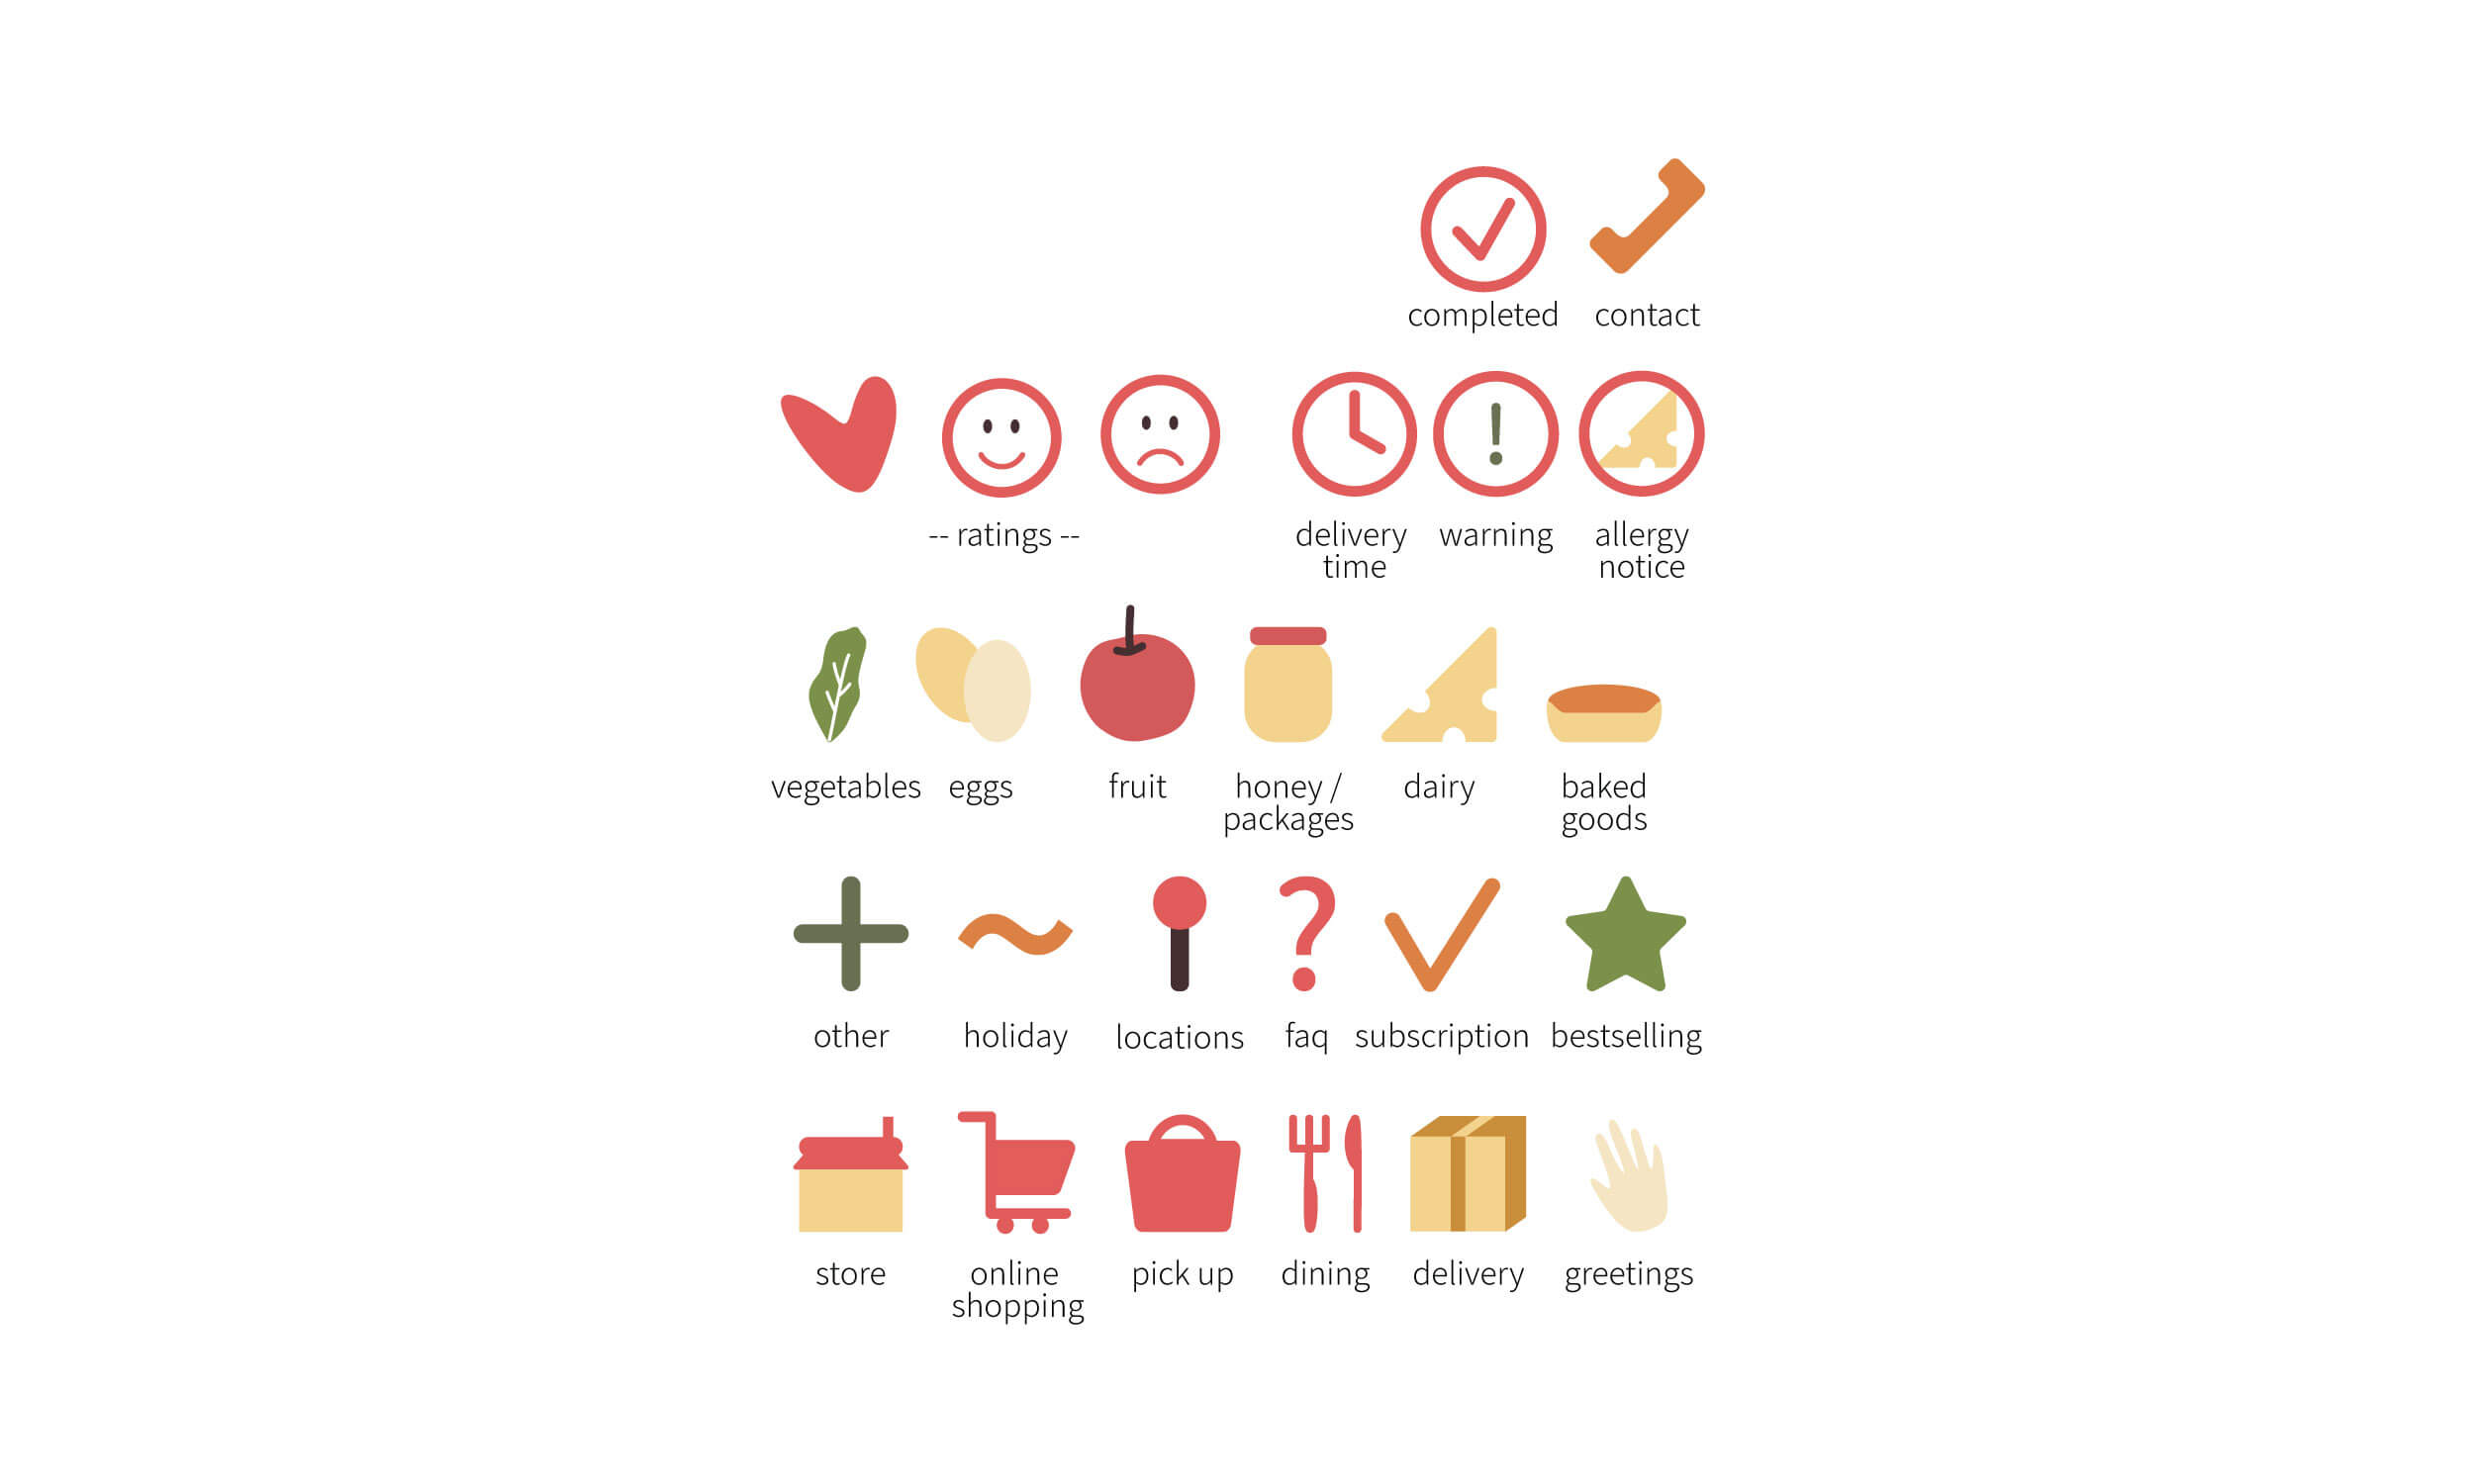 completed
contact
-- ratings --
delivery
time
warning
allergy
notice
vegetables
eggs
fruit
honey /
packages
dairy
baked
goods
other
holiday
locations
faq
subscription
bestselling
store
online
shopping
pick up
dining
delivery
greetings